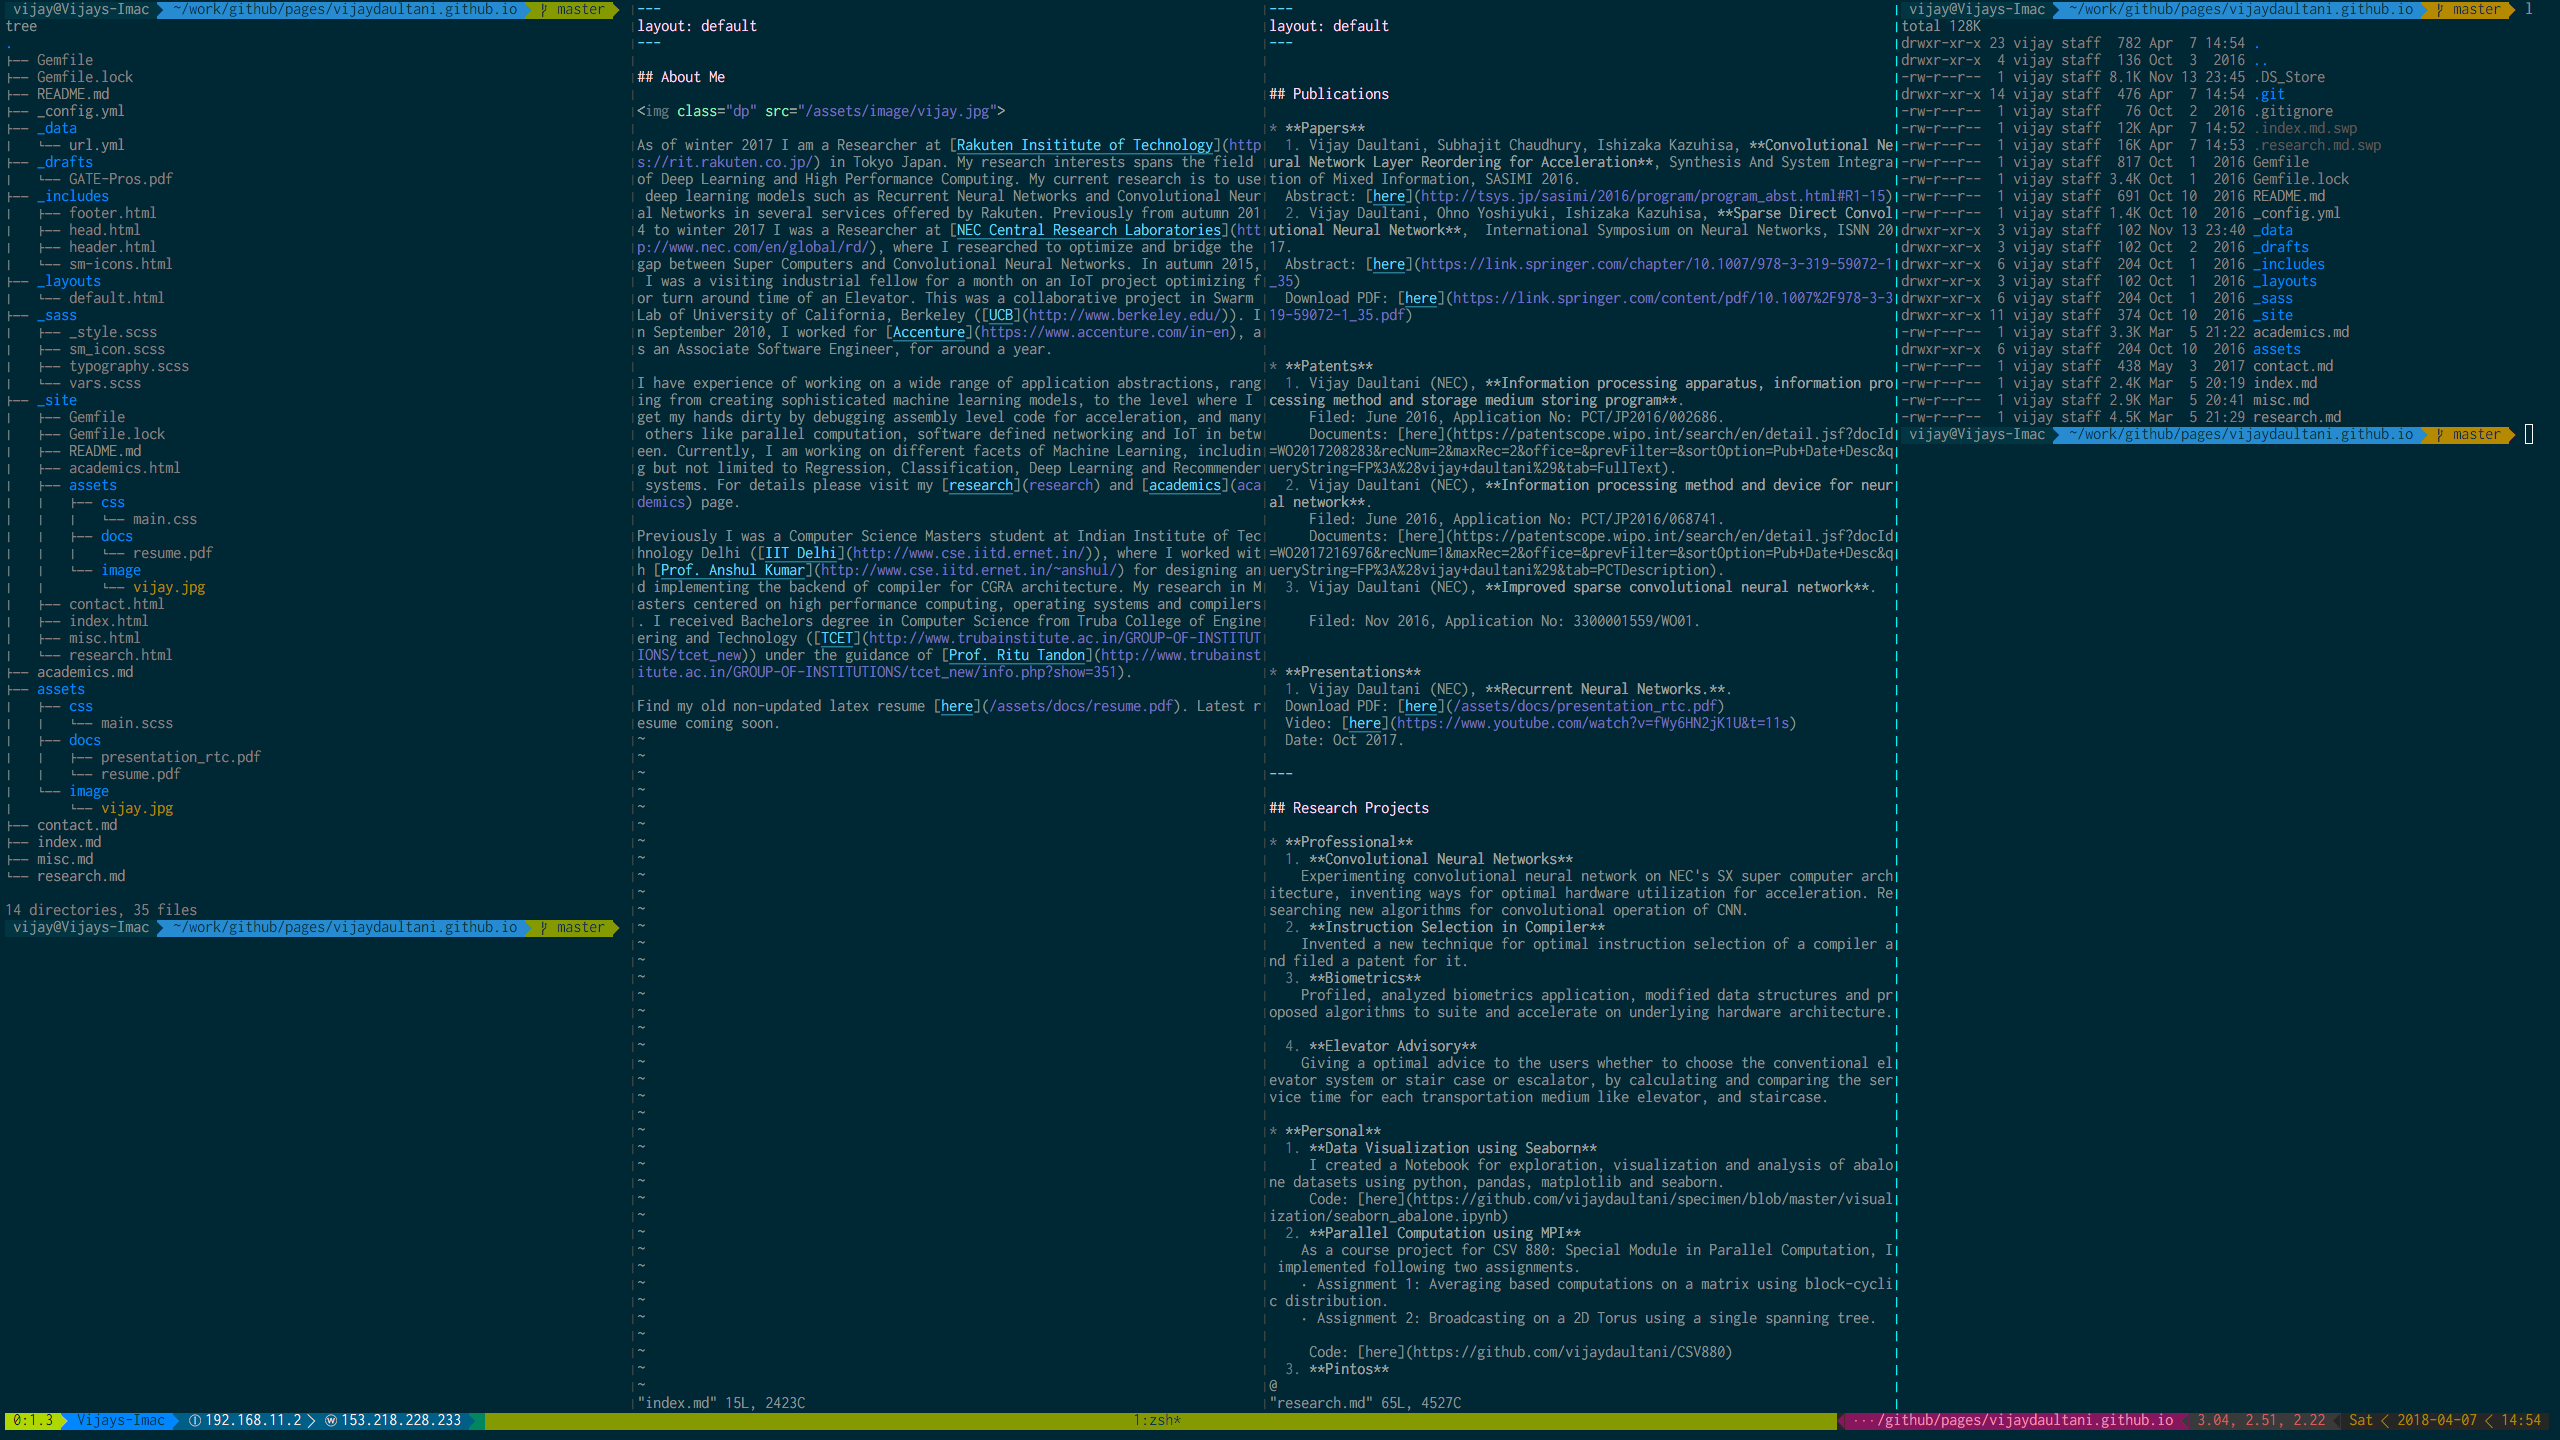 vijay@Vijays-Imac ~/work/github/pages/vijaydaultani.github.io master
tree
.
├── Gemfile
├── Gemfile.lock
├── README.md
├── _config.yml
├── _data
|   └── url.yml
├── _drafts
|   └── GATE-Pros.pdf
├── _includes
|   ├── footer.html
|   ├── head.html
|   ├── header.html
|   └── sm-icons.html
├── _layouts
|   └── default.html
├── _sass
|   ├── _style.scss
|   ├── sm_icon.scss
|   ├── typography.scss
|   └── vars.scss
├── _site
|   ├── Gemfile
|   ├── Gemfile.lock
|   ├── README.md
|   ├── academics.html
|   ├── assets
|   |   ├── css
|   |   |   └── main.css
|   |   ├── docs
|   |   |   └── resume.pdf
|   |   └── image
|   |       └── vijay.jpg
|   ├── contact.html
|   ├── index.html
|   ├── misc.html
|   └── research.html
├── academics.md
├── assets
|   ├── css
|   |   └── main.scss
|   ├── docs
|   |   ├── presentation_rtc.pdf
|   |   └── resume.pdf
|   └── image
|       └── vijay.jpg
├── contact.md
├── index.md
├── misc.md
└── research.md
14 directories, 35 files
vijay@Vijays-Imac ~/work/github/pages/vijaydaultani.github.io master
---
layout: default
---
## About Me
<img class="dp" src="/assets/image/vijay.jpg">
As of winter 2017 I am a Researcher at [Rakuten Insititute of Technology](http
s://rit.rakuten.co.jp/) in Tokyo Japan. My research interests spans the field
of Deep Learning and High Performance Computing. My current research is to use
deep learning models such as Recurrent Neural Networks and Convolutional Neur
al Networks in several services offered by Rakuten. Previously from autumn 201
4 to winter 2017 I was a Researcher at [NEC Central Research Laboratories](htt
p://www.nec.com/en/global/rd/), where I researched to optimize and bridge the
gap between Super Computers and Convolutional Neural Networks. In autumn 2015,
I was a visiting industrial fellow for a month on an IoT project optimizing f
or turn around time of an Elevator. This was a collaborative project in Swarm
Lab of University of California, Berkeley ([UCB](http://www.berkeley.edu/)). I
n September 2010, I worked for [Accenture](https://www.accenture.com/in-en), a
s an Associate Software Engineer, for around a year.
I have experience of working on a wide range of application abstractions, rang
ing from creating sophisticated machine learning models, to the level where I
get my hands dirty by debugging assembly level code for acceleration, and many
others like parallel computation, software defined networking and IoT in betw
een. Currently, I am working on different facets of Machine Learning, includin
g but not limited to Regression, Classification, Deep Learning and Recommender
systems. For details please visit my [research](research) and [academics](aca
demics) page.
Previously I was a Computer Science Masters student at Indian Institute of Tec
hnology Delhi ([IIT Delhi](http://www.cse.iitd.ernet.in/)), where I worked wit
h [Prof. Anshul Kumar](http://www.cse.iitd.ernet.in/~anshul/) for designing an
d implementing the backend of compiler for CGRA architecture. My research in M
asters centered on high performance computing, operating systems and compilers
. I received Bachelors degree in Computer Science from Truba College of Engine
ering and Technology ([TCET](http://www.trubainstitute.ac.in/GROUP-OF-INSTITUT
IONS/tcet_new)) under the guidance of [Prof. Ritu Tandon](http://www.trubainst
itute.ac.in/GROUP-OF-INSTITUTIONS/tcet_new/info.php?show=351).
Find my old non-updated latex resume [here](/assets/docs/resume.pdf). Latest r
esume coming soon.
"index.md" 15L, 2423C
---
layout: default
---
## Publications
* **Papers**
1. Vijay Daultani, Subhajit Chaudhury, Ishizaka Kazuhisa, **Convolutional Ne
ural Network Layer Reordering for Acceleration**, Synthesis And System Integra
tion of Mixed Information, SASIMI 2016.
Abstract: [here](http://tsys.jp/sasimi/2016/program/program_abst.html#R1-15)
2. Vijay Daultani, Ohno Yoshiyuki, Ishizaka Kazuhisa, **Sparse Direct Convol
utional Neural Network**,  International Symposium on Neural Networks, ISNN 20
17.
Abstract: [here](https://link.springer.com/chapter/10.1007/978-3-319-59072-1
_35)
Download PDF: [here](https://link.springer.com/content/pdf/10.1007%2F978-3-3
19-59072-1_35.pdf)
* **Patents**
1. Vijay Daultani (NEC), **Information processing apparatus, information pro
cessing method and storage medium storing program**.
Filed: June 2016, Application No: PCT/JP2016/002686.
Documents: [here](https://patentscope.wipo.int/search/en/detail.jsf?docId
=WO2017208283&recNum=2&maxRec=2&office=&prevFilter=&sortOption=Pub+Date+Desc&q
ueryString=FP%3A%28vijay+daultani%29&tab=FullText).
2. Vijay Daultani (NEC), **Information processing method and device for neur
al network**.
Filed: June 2016, Application No: PCT/JP2016/068741.
Documents: [here](https://patentscope.wipo.int/search/en/detail.jsf?docId
=WO2017216976&recNum=1&maxRec=2&office=&prevFilter=&sortOption=Pub+Date+Desc&q
ueryString=FP%3A%28vijay+daultani%29&tab=PCTDescription).
3. Vijay Daultani (NEC), **Improved sparse convolutional neural network**.
Filed: Nov 2016, Application No: 3300001559/WO01.
* **Presentations**
1. Vijay Daultani (NEC), **Recurrent Neural Networks.**.
Download PDF: [here](/assets/docs/presentation_rtc.pdf)
Video: [here](https://www.youtube.com/watch?v=fWy6HN2jK1U&t=11s)
Date: Oct 2017.
---
## Research Projects
* **Professional**
1. **Convolutional Neural Networks**
Experimenting convolutional neural network on NEC's SX super computer arch
itecture, inventing ways for optimal hardware utilization for acceleration. Re
searching new algorithms for convolutional operation of CNN.
2. **Instruction Selection in Compiler**
Invented a new technique for optimal instruction selection of a compiler a
nd filed a patent for it.
3. **Biometrics**
Profiled, analyzed biometrics application, modified data structures and pr
oposed algorithms to suite and accelerate on underlying hardware architecture.
4. **Elevator Advisory**
Giving a optimal advice to the users whether to choose the conventional el
evator system or stair case or escalator, by calculating and comparing the ser
vice time for each transportation medium like elevator, and staircase.
* **Personal**
1. **Data Visualization using Seaborn**
I created a Notebook for exploration, visualization and analysis of abalo
ne datasets using python, pandas, matplotlib and seaborn.
Code: [here](https://github.com/vijaydaultani/specimen/blob/master/visual
ization/seaborn_abalone.ipynb)
2. **Parallel Computation using MPI**
As a course project for CSV 880: Special Module in Parallel Computation, I
implemented following two assignments.
· Assignment 1: Averaging based computations on a matrix using block-cycli
c distribution.
· Assignment 2: Broadcasting on a 2D Torus using a single spanning tree.
Code: [here](https://github.com/vijaydaultani/CSV880)
3. **Pintos**
@
"research.md" 65L, 4527C
vijay@Vijays-Imac ~/work/github/pages/vijaydaultani.github.io master l
total 128K
drwxr-xr-x 23 vijay staff  782 Apr  7 14:54 .
drwxr-xr-x  4 vijay staff  136 Oct  3  2016 ..
-rw-r--r--  1 vijay staff 8.1K Nov 13 23:45 .DS_Store
drwxr-xr-x 14 vijay staff  476 Apr  7 14:54 .git
-rw-r--r--  1 vijay staff   76 Oct  2  2016 .gitignore
-rw-r--r--  1 vijay staff  12K Apr  7 14:52 .index.md.swp
-rw-r--r--  1 vijay staff  16K Apr  7 14:53 .research.md.swp
-rw-r--r--  1 vijay staff  817 Oct  1  2016 Gemfile
-rw-r--r--  1 vijay staff 3.4K Oct  1  2016 Gemfile.lock
-rw-r--r--  1 vijay staff  691 Oct 10  2016 README.md
-rw-r--r--  1 vijay staff 1.4K Oct 10  2016 _config.yml
drwxr-xr-x  3 vijay staff  102 Nov 13 23:40 _data
drwxr-xr-x  3 vijay staff  102 Oct  2  2016 _drafts
drwxr-xr-x  6 vijay staff  204 Oct  1  2016 _includes
drwxr-xr-x  3 vijay staff  102 Oct  1  2016 _layouts
drwxr-xr-x  6 vijay staff  204 Oct  1  2016 _sass
drwxr-xr-x 11 vijay staff  374 Oct 10  2016 _site
-rw-r--r--  1 vijay staff 3.3K Mar  5 21:22 academics.md
drwxr-xr-x  6 vijay staff  204 Oct 10  2016 assets
-rw-r--r--  1 vijay staff  438 May  3  2017 contact.md
-rw-r--r--  1 vijay staff 2.4K Mar  5 20:19 index.md
-rw-r--r--  1 vijay staff 2.9K Mar  5 20:41 misc.md
-rw-r--r--  1 vijay staff 4.5K Mar  5 21:29 research.md
vijay@Vijays-Imac ~/work/github/pages/vijaydaultani.github.io master
0:1.3 Vijays-Imac ⓛ 192.168.11.2 ⓦ 153.218.228.233 1:zsh* ···/github/pages/vijaydaultani.github.io 3.04, 2.51, 2.22 Sat < 2018-04-07 < 14:54